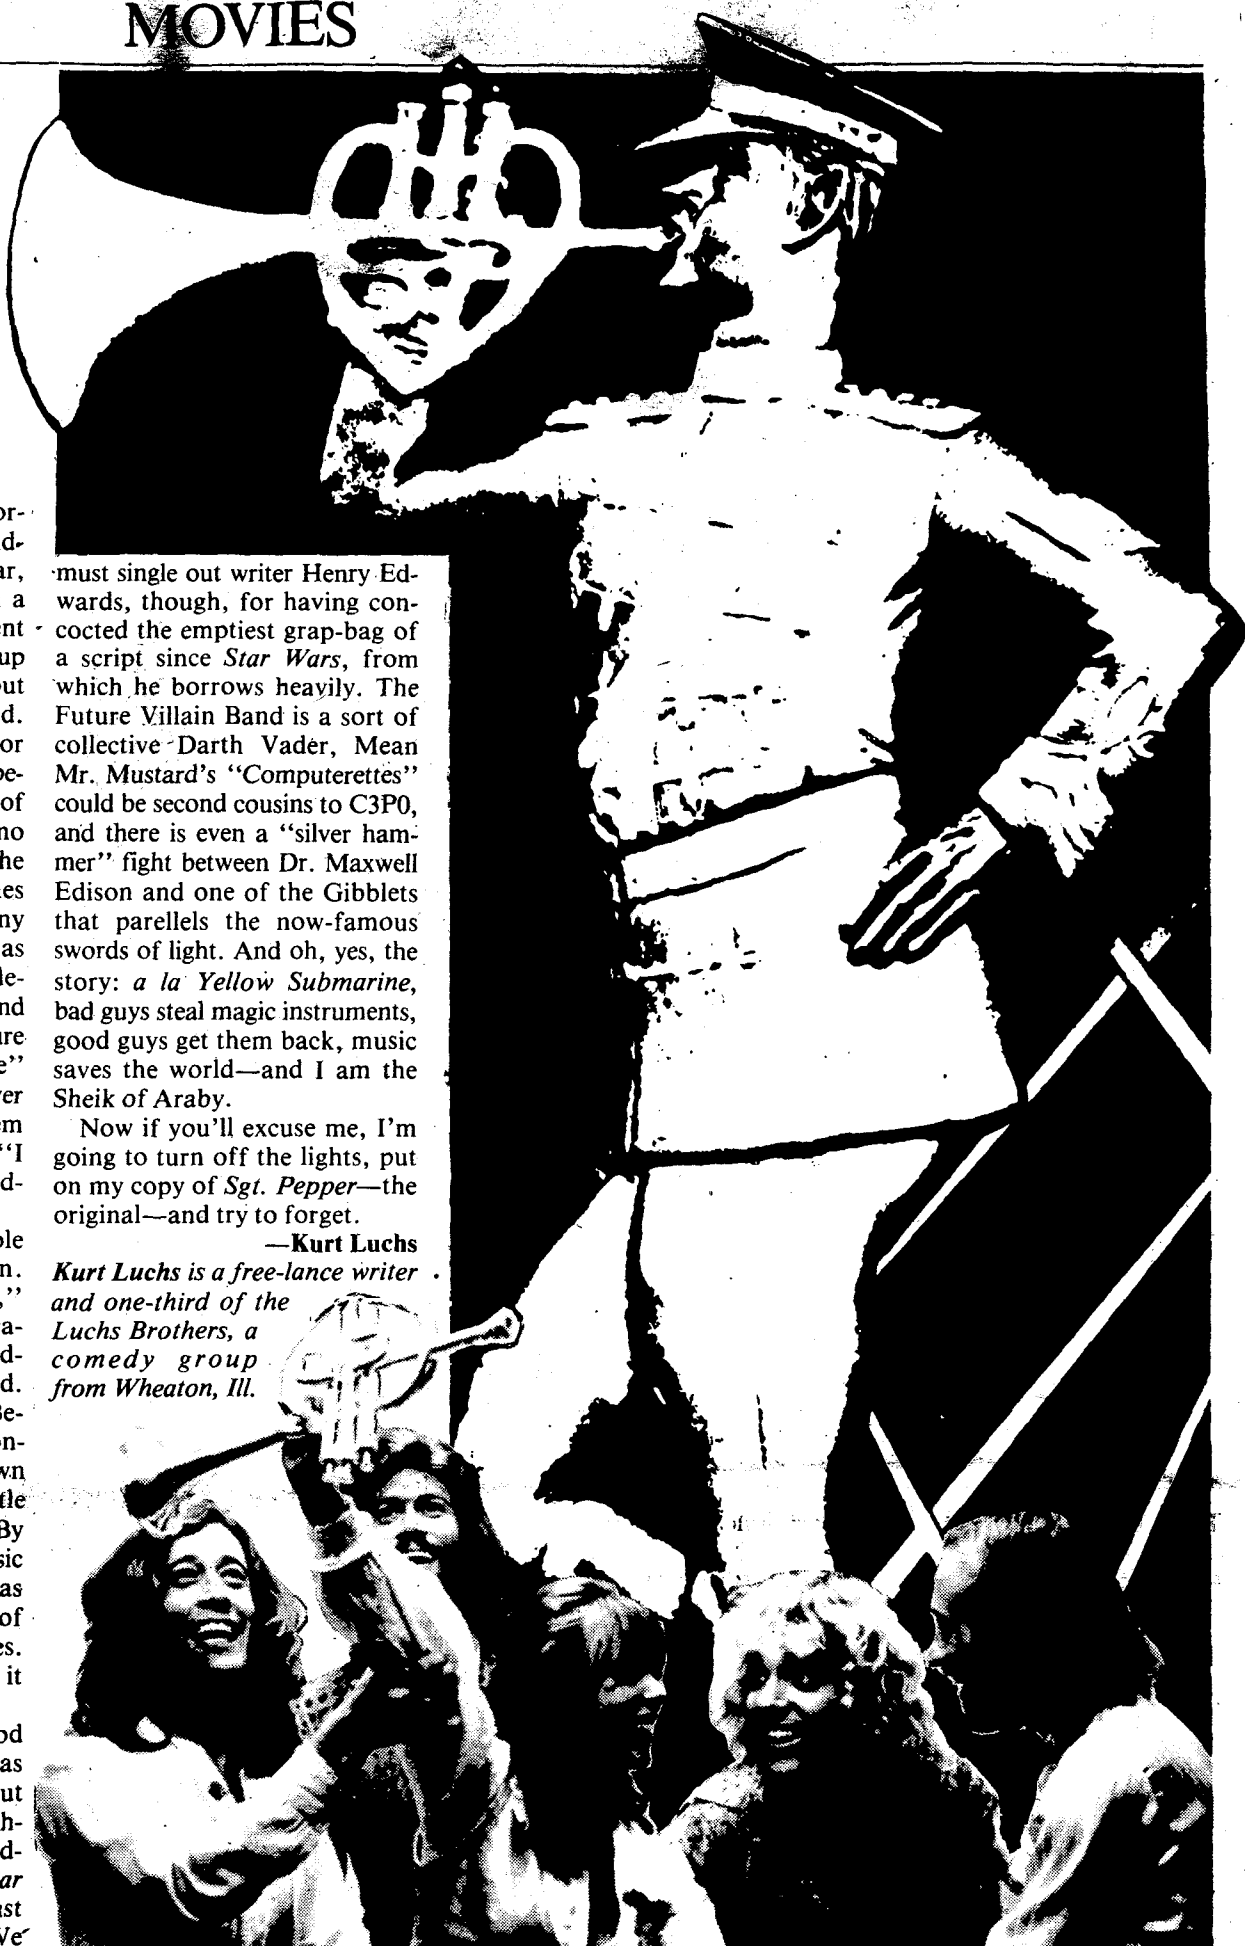 MOVIES
must single out writer Henry Ed-
wards, though, for having con-
cocted the emptiest grap-bag of
a script since Star Wars, from
which he borrows heavily. The
Future Villain Band is a sort of
collective Darth Vader, Mean
Mr. Mustard's “Computerettes”
could be second cousins to C3P0,
and there is even a “silver ham-
mer” fight between Dr. Maxwell
Edison and one of the Gibblets
that parellels the now-famous
swords of light. And oh, yes, the
story: a la Yellow Submarine,
bad guys steal magic instruments,
good guys get them back, music
saves the world—and I am the
Sheik of Araby.
Now if you'll excuse me, I'm
going to turn off the lights, put
on my copy of Sgt. Pepper—the
original—and try to forget.
—Kurt Luchs
Kurt Luchs is a free-lance writer
and one-third of the
Luchs Brothers, a
comedy group
from Wheaton, Ill.